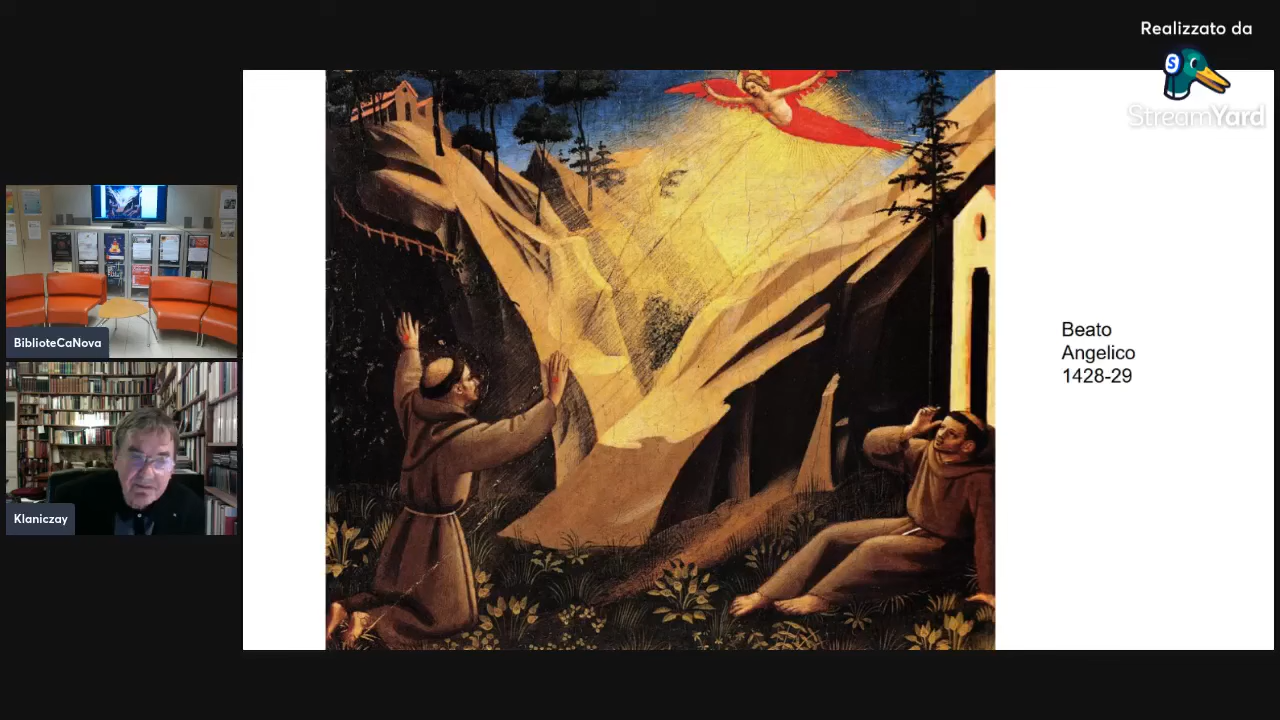 Realizzato da
S
StreamYard
BiblioteCaNova
Klaniczay
Beato
Angelico
1428-29